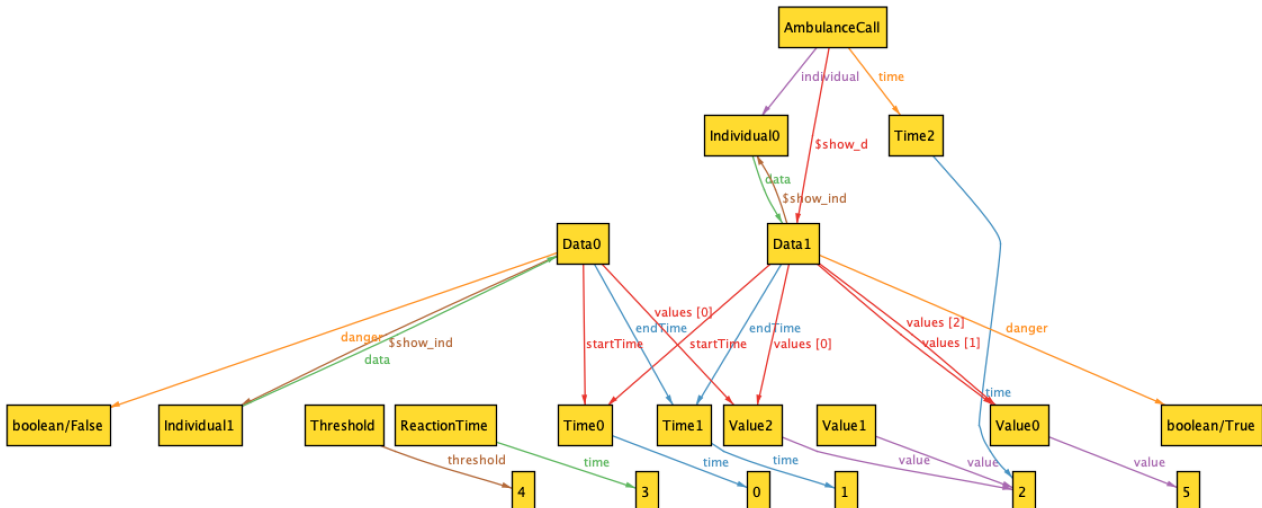 AmbulanceCall
individual
time
Individual0
Time2
$show_d
data
$show_ind
Data0
Data1
values [0]
endTime
endTime
values [2]
danger
danger
$show_ind
startTime
startTime
values [0]
values [1]
data
time
boolean/False
Individual1
Threshold
ReactionTime
Time0
Time1
Value2
Value1
Value0
boolean/True
threshold
time
time
time
value
value
value
4
3
0
1
2
5